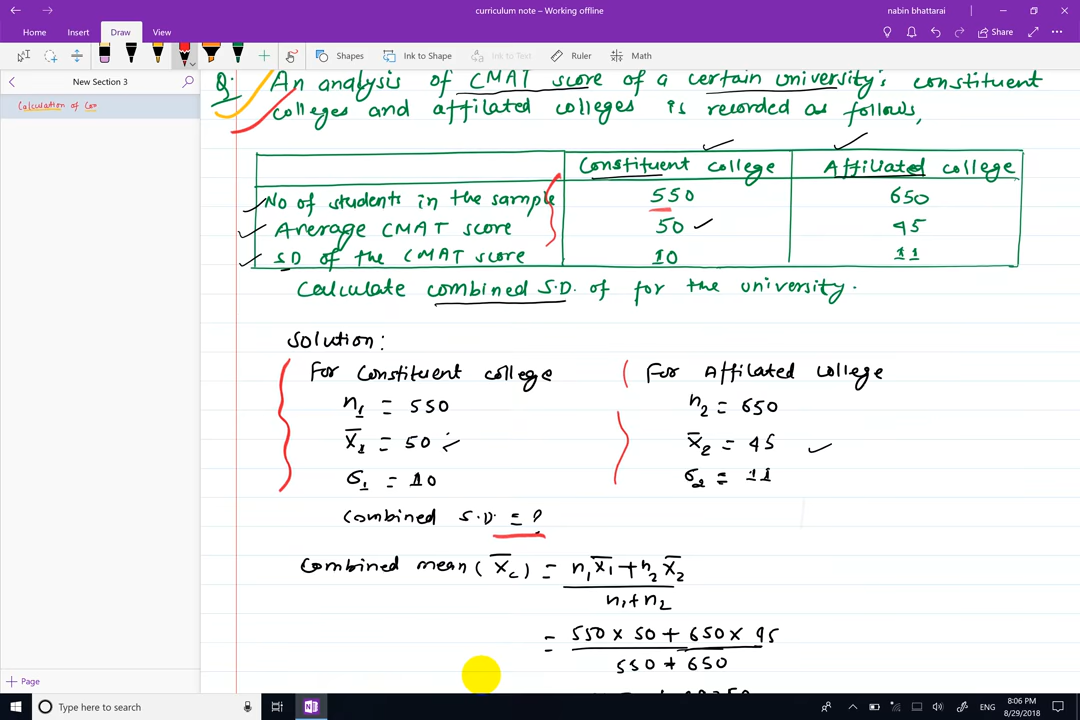 curriculum note – Working offline
nabin bhattarai
Home Insert Draw View
Share
Shapes Ink to Shape Ink to Text Ruler Math
New Section 3
Calculation of Com
Q: An analysis of CMAT score of a certain university's constituent
colleges and affilated colleges is recorded as follows,
Constituent college Affiliated college
No of students in the sample 550 650
Average CMAT score 50 45
SD of the CMAT score 10 11
Calculate combined S.D. of for the university.
Solution:
For Constituent college For Affilated college
n₁ = 550 n₂ = 650
X̅₁ = 50 X̅₂ = 45
σ₁ = 10 σ₂ = 11
Combined S.D. = ?
Combined mean ( X̅c ) = n₁X̅₁ + n₂X̅₂
n₁+n₂
= 550 × 50 + 650 × 45
550 + 650
Page
Type here to search
8:06 PM
8/29/2018